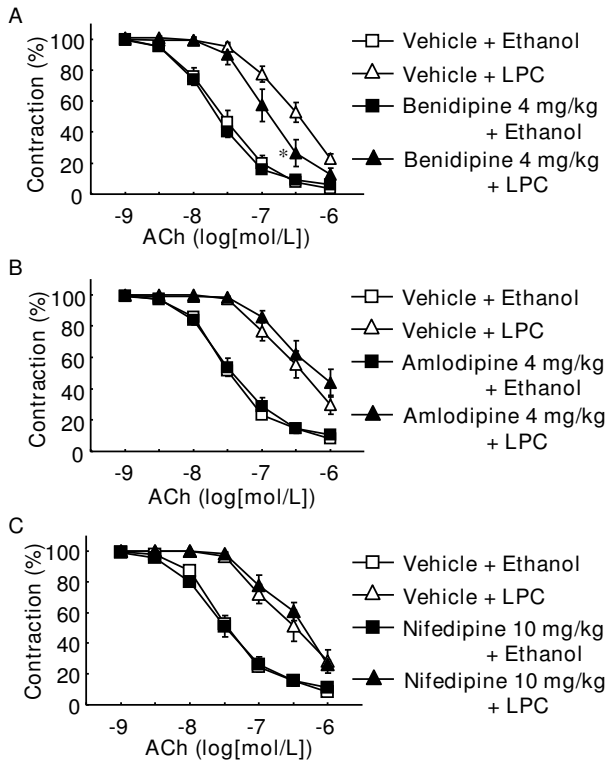 A
Contraction (%)
100
80
60
40
20
0
*
-9 -8 -7 -6
ACh (log[mol/L])
Vehicle + Ethanol
Vehicle + LPC
Benidipine 4 mg/kg
+ Ethanol
Benidipine 4 mg/kg
+ LPC
B
Contraction (%)
100
80
60
40
20
0
-9 -8 -7 -6
ACh (log[mol/L])
Vehicle + Ethanol
Vehicle + LPC
Amlodipine 4 mg/kg
+ Ethanol
Amlodipine 4 mg/kg
+ LPC
C
Contraction (%)
100
80
60
40
20
0
-9 -8 -7 -6
ACh (log[mol/L])
Vehicle + Ethanol
Vehicle + LPC
Nifedipine 10 mg/kg
+ Ethanol
Nifedipine 10 mg/kg
+ LPC